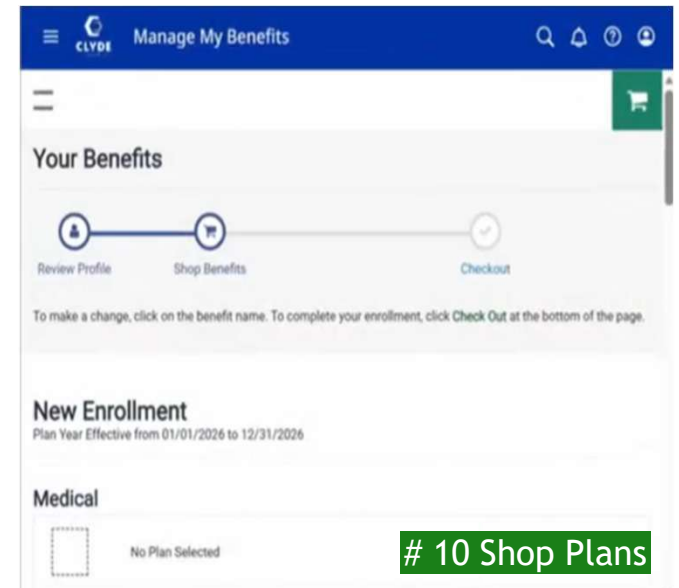 CLYDE
Manage My Benefits
Your Benefits
Review Profile
Shop Benefits
Checkout
To make a change, click on the benefit name. To complete your enrollment, click Check Out at the bottom of the page.
New Enrollment
Plan Year Effective from 01/01/2026 to 12/31/2026
Medical
No Plan Selected
# 10 Shop Plans